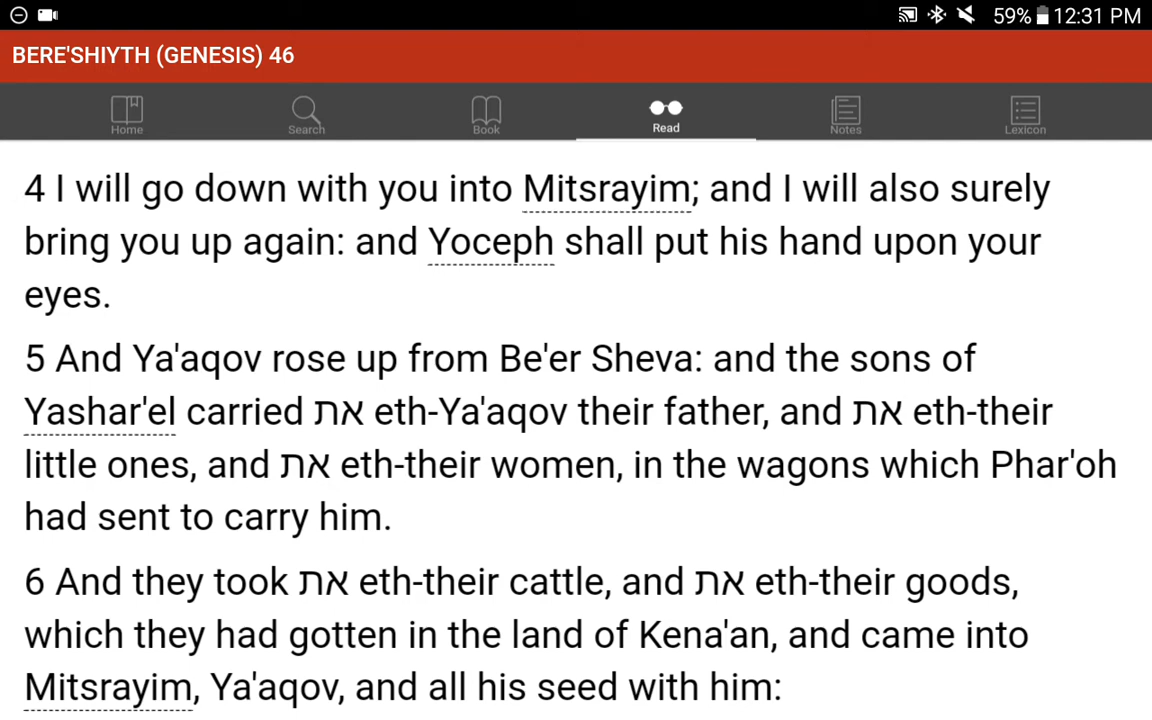 59% 12:31 PM
BERE'SHIYTH (GENESIS) 46
Home Search Book Read Notes Lexicon
4 I will go down with you into Mitsrayim; and I will also surely
bring you up again: and Yoceph shall put his hand upon your
eyes.
5 And Ya'aqov rose up from Be'er Sheva: and the sons of
Yashar'el carried את eth-Ya'aqov their father, and את eth-their
little ones, and את eth-their women, in the wagons which Phar'oh
had sent to carry him.
6 And they took את eth-their cattle, and את eth-their goods,
which they had gotten in the land of Kena'an, and came into
Mitsrayim, Ya'aqov, and all his seed with him: